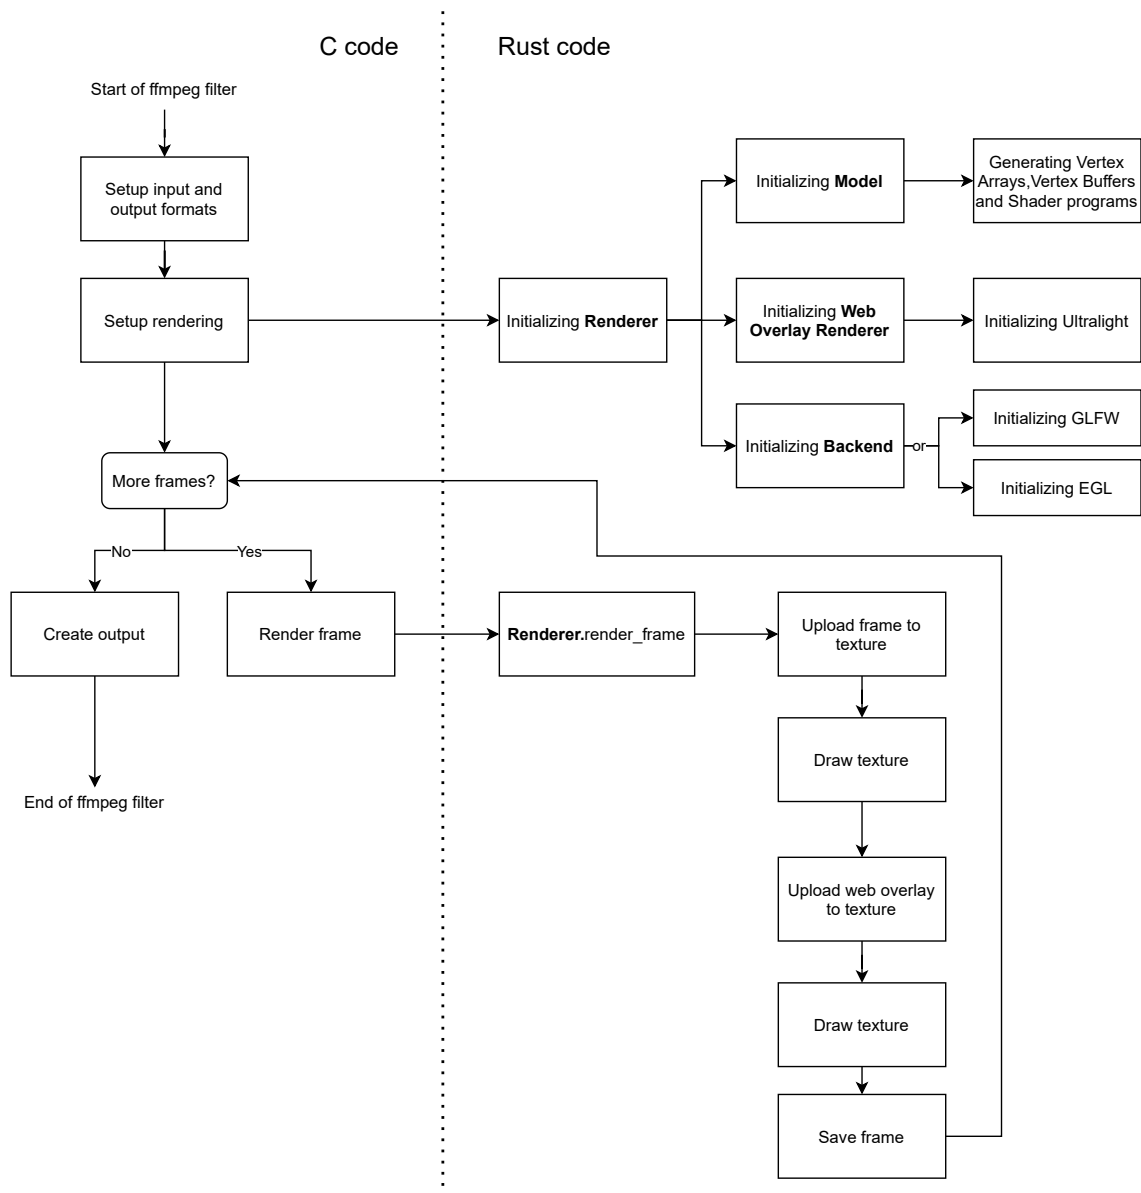 C code
Rust code
Start of ffmpeg filter
Setup input and
output formats
Setup rendering
Initializing Renderer
Initializing Model
Generating Vertex
Arrays,Vertex Buffers
and Shader programs
Initializing Web
Overlay Renderer
Initializing Ultralight
Initializing Backend
or
Initializing GLFW
Initializing EGL
More frames?
No
Yes
Create output
Render frame
Renderer.render_frame
Upload frame to
texture
Draw texture
End of ffmpeg filter
Upload web overlay
to texture
Draw texture
Save frame